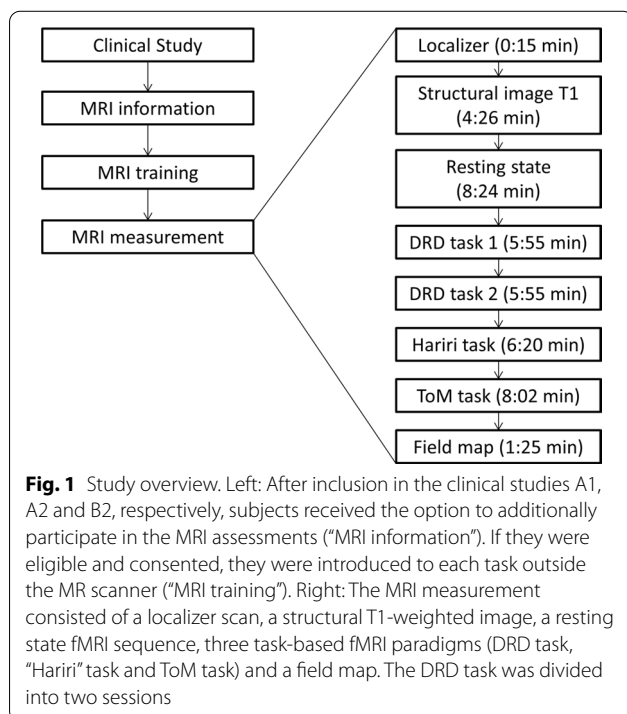 Clinical Study
MRI information
MRI training
MRI measurement
Localizer (0:15 min)
Structural image T1
(4:26 min)
Resting state
(8:24 min)
DRD task 1 (5:55 min)
DRD task 2 (5:55 min)
Hariri task (6:20 min)
ToM task (8:02 min)
Field map (1:25 min)
Fig. 1 Study overview. Left: After inclusion in the clinical studies A1,
A2 and B2, respectively, subjects received the option to additionally
participate in the MRI assessments (“MRI information”). If they were
eligible and consented, they were introduced to each task outside
the MR scanner (“MRI training”). Right: The MRI measurement
consisted of a localizer scan, a structural T1-weighted image, a resting
state fMRI sequence, three task-based fMRI paradigms (DRD task,
“Hariri” task and ToM task) and a field map. The DRD task was divided
into two sessions